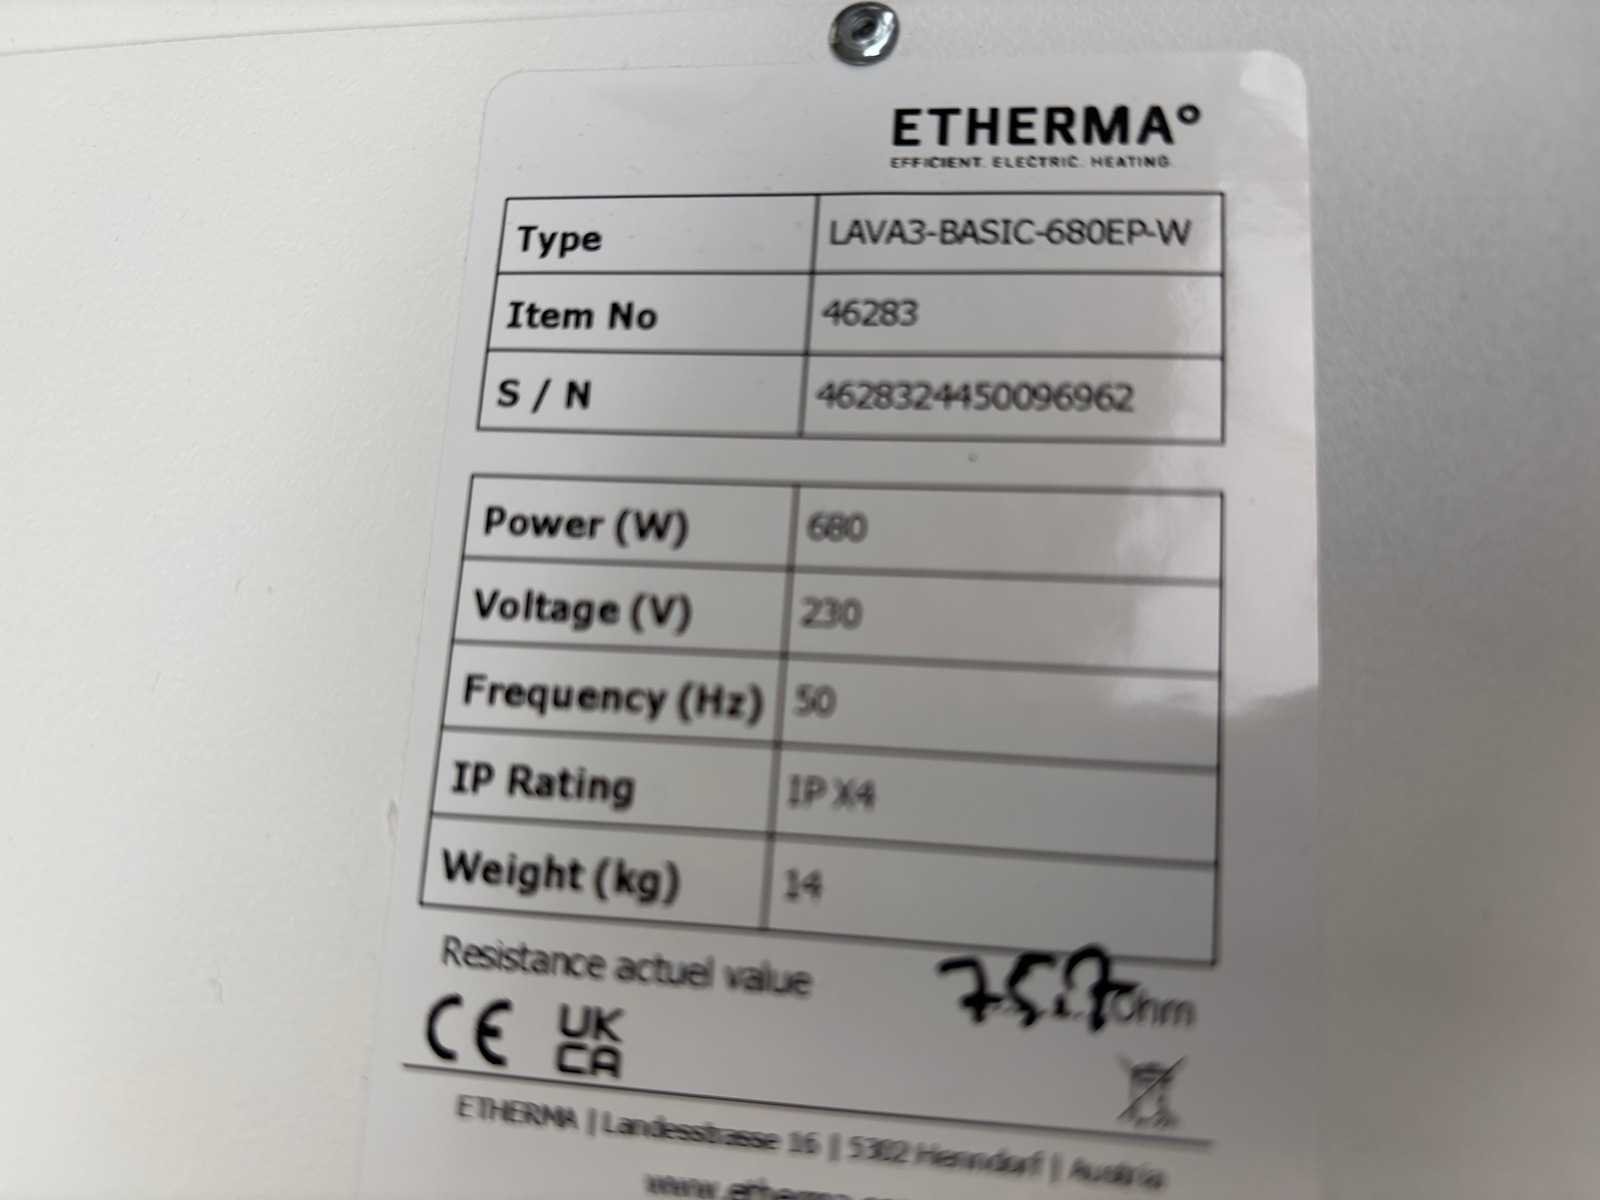 ETHERMA°
EFFICIENT. ELECTRIC. HEATING.
Type LAVA3-BASIC-680EP-W
Item No 46283
S / N 4628324450096962
Power (W) 680
Voltage (V) 230
Frequency (Hz) 50
IP Rating IP X4
Weight (kg) 14
Resistance actuel value 75.7 Ohm
CE UK
CA
ETHERMA | Landesstrasse 16 | 5302 Henndorf | Austria